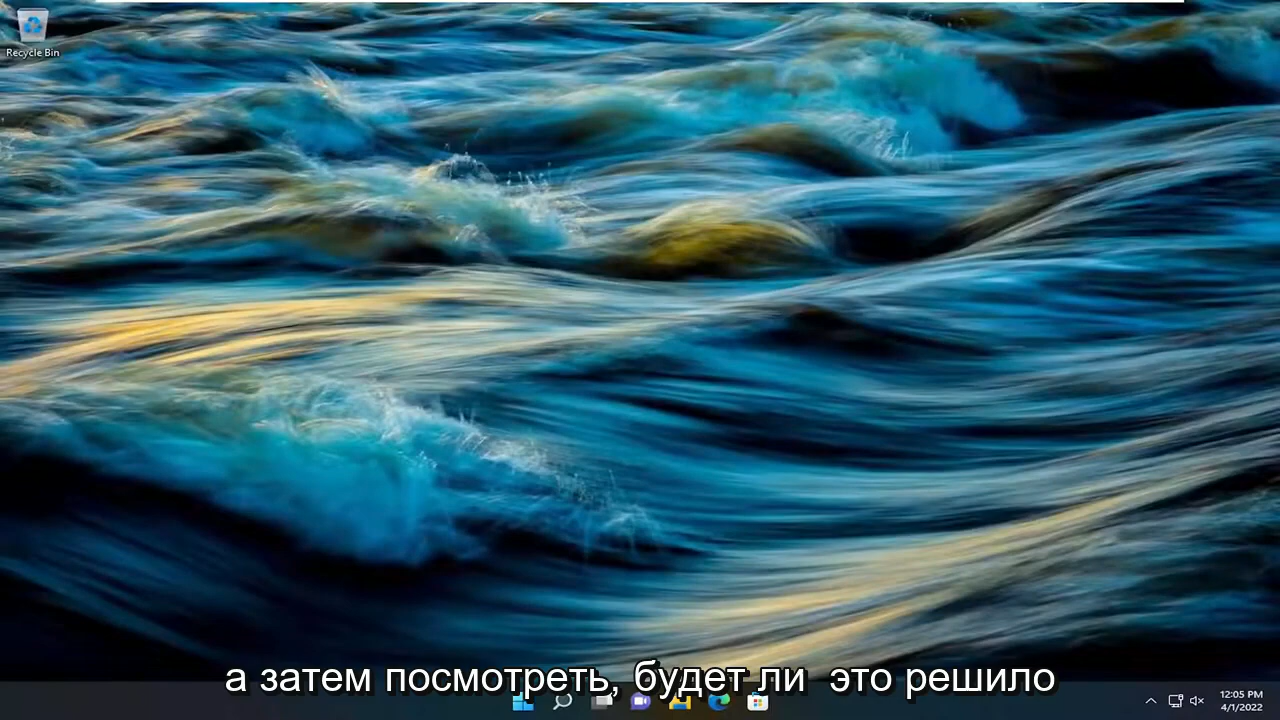 Recycle Bin
а затем посмотреть, будет ли  это решило
12:05 PM
4/1/2022